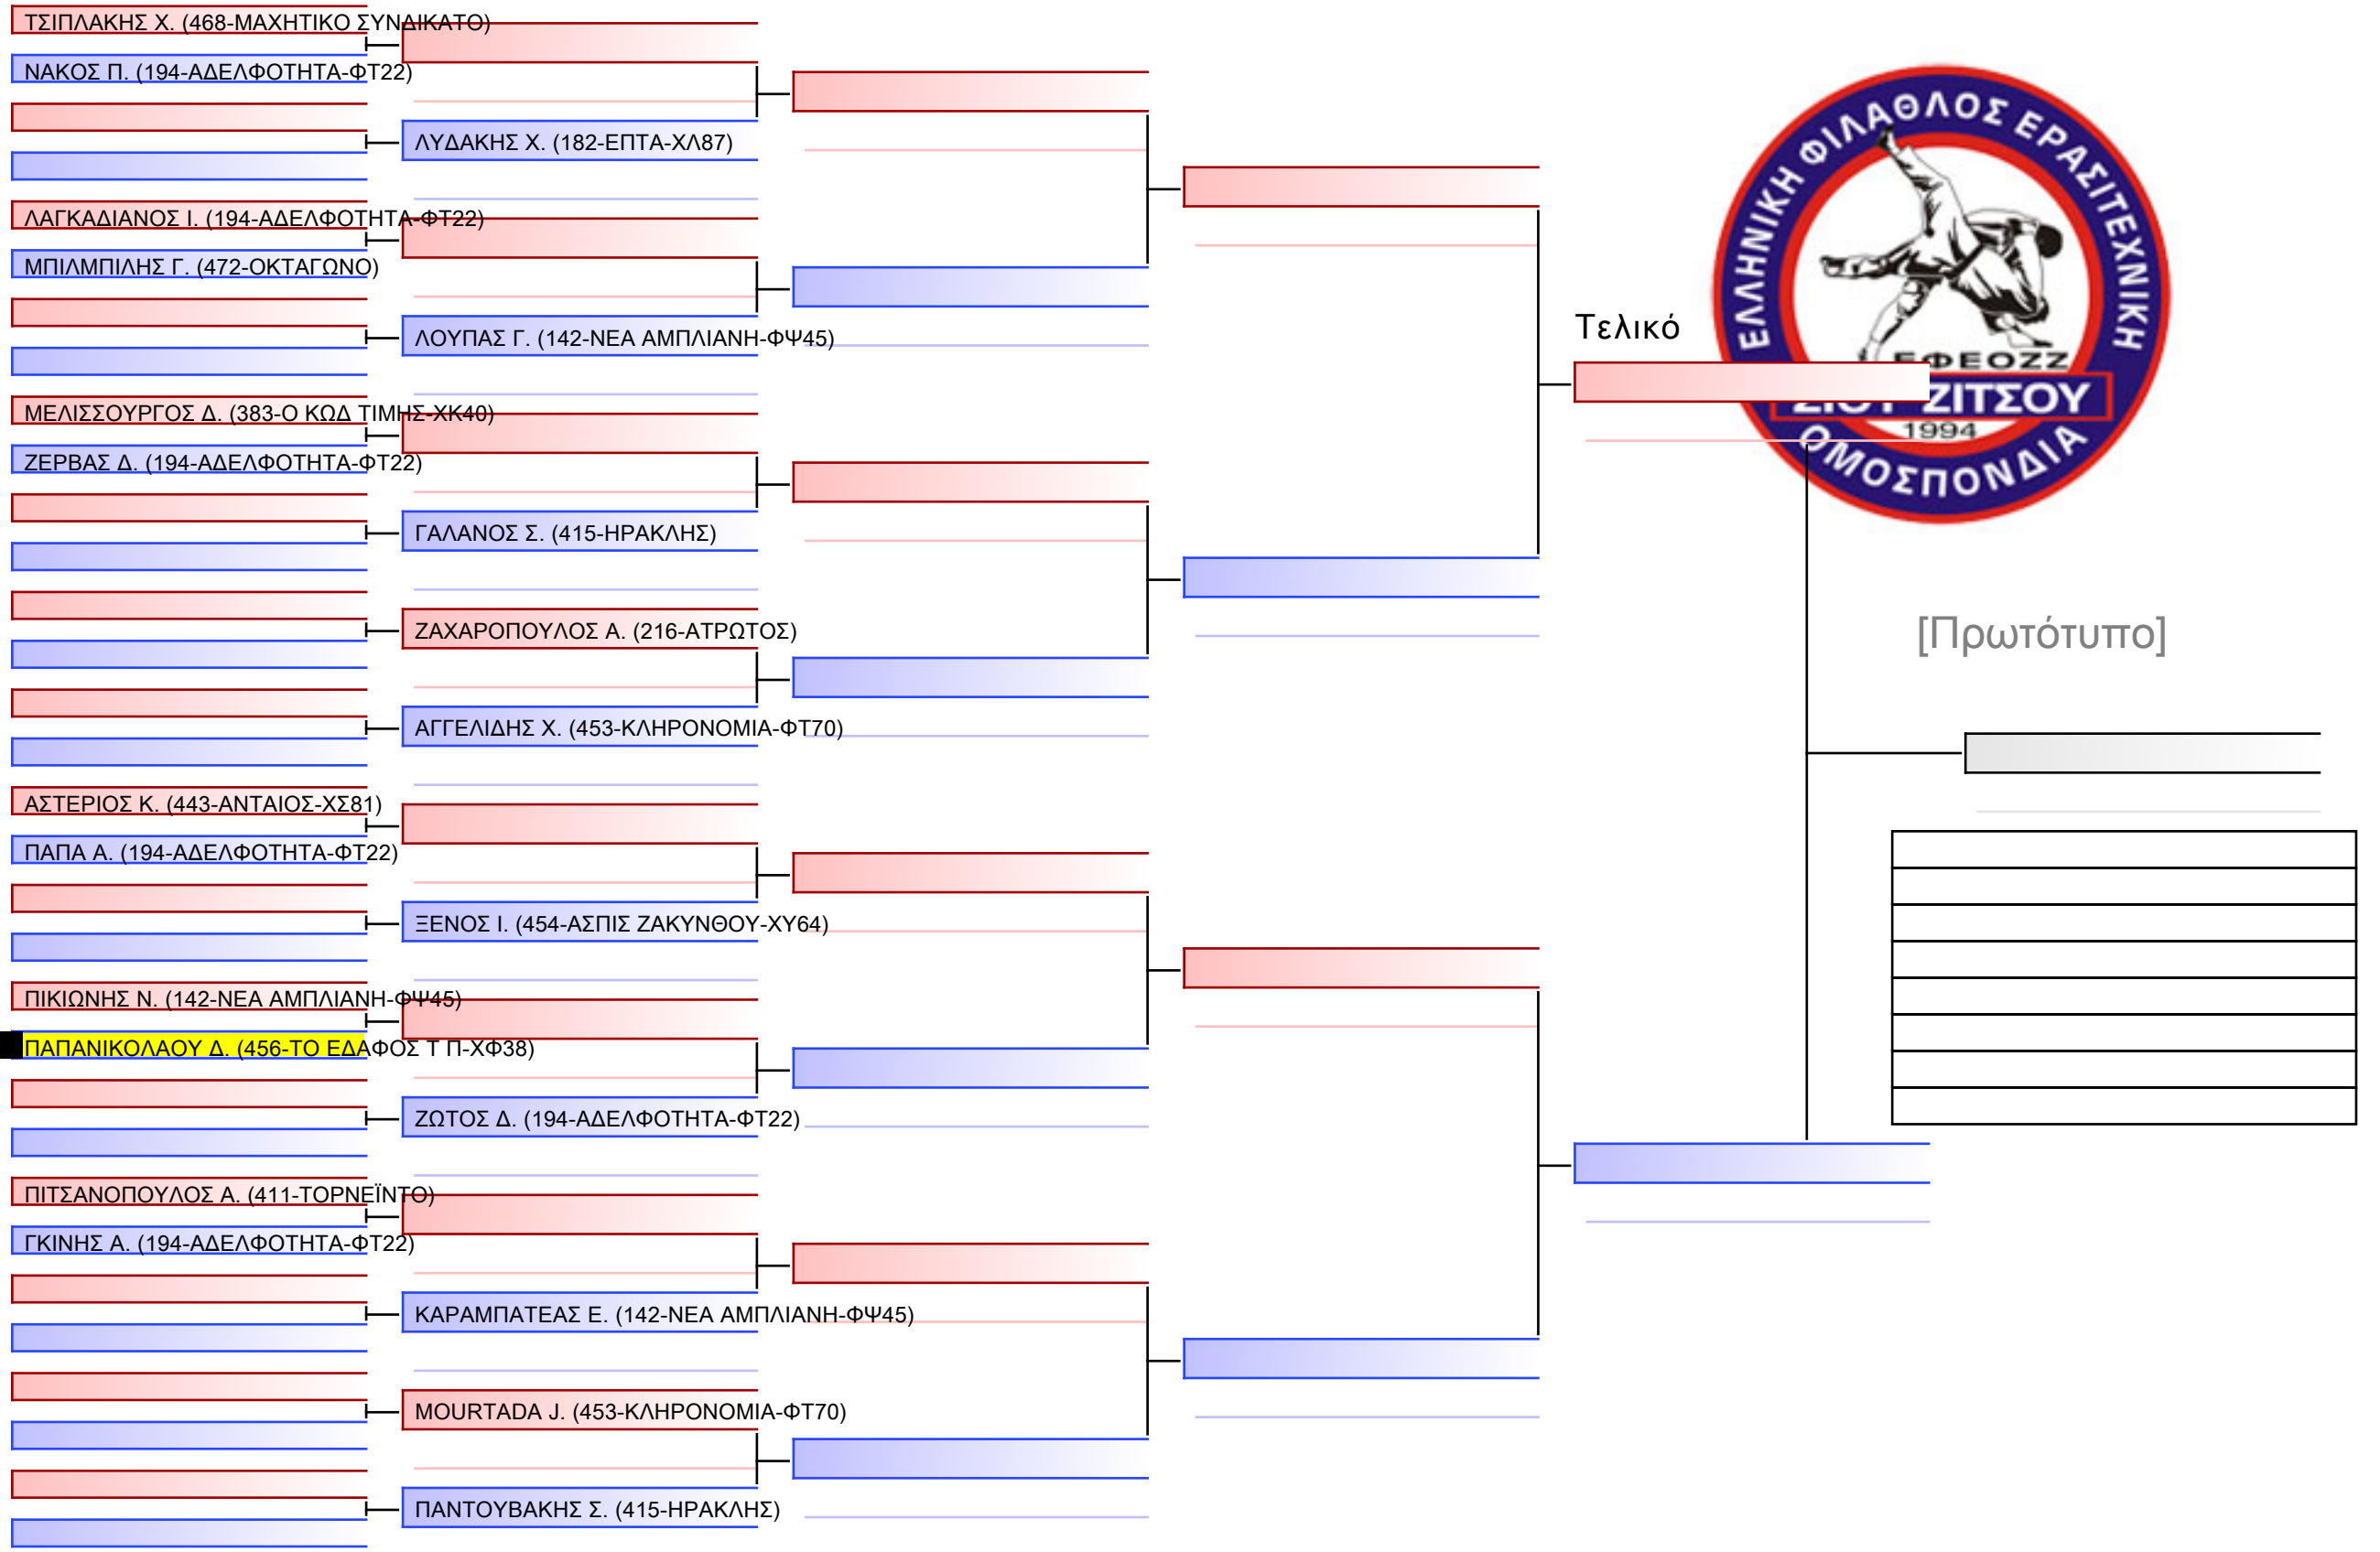 ΤΣΙΠΛΑΚΗΣ Χ. (468-ΜΑΧΗΤΙΚΟ ΣΥΝΔΙΚΑΤΟ)
ΝΑΚΟΣ Π. (194-ΑΔΕΛΦΟΤΗΤΑ-ΦΤ22)
ΛΥΔΑΚΗΣ Χ. (182-ΕΠΤΑ-ΧΛ87)
ΛΑΓΚΑΔΙΑΝΟΣ Ι. (194-ΑΔΕΛΦΟΤΗΤΑ-ΦΤ22)
ΜΠΙΛΜΠΙΛΗΣ Γ. (472-ΟΚΤΑΓΩΝΟ)
ΛΟΥΠΑΣ Γ. (142-ΝΕΑ ΑΜΠΛΙΑΝΗ-ΦΨ45)
ΜΕΛΙΣΣΟΥΡΓΟΣ Δ. (383-Ο ΚΩΔ ΤΙΜΗΣ-ΧΚ40)
ΖΕΡΒΑΣ Δ. (194-ΑΔΕΛΦΟΤΗΤΑ-ΦΤ22)
ΓΑΛΑΝΟΣ Σ. (415-ΗΡΑΚΛΗΣ)
ΖΑΧΑΡΟΠΟΥΛΟΣ Α. (216-ΑΤΡΩΤΟΣ)
ΑΓΓΕΛΙΔΗΣ Χ. (453-ΚΛΗΡΟΝΟΜΙΑ-ΦΤ70)
ΑΣΤΕΡΙΟΣ Κ. (443-ΑΝΤΑΙΟΣ-ΧΣ81)
ΠΑΠΑ Α. (194-ΑΔΕΛΦΟΤΗΤΑ-ΦΤ22)
ΞΕΝΟΣ Ι. (454-ΑΣΠΙΣ ΖΑΚΥΝΘΟΥ-ΧΥ64)
ΠΙΚΙΩΝΗΣ Ν. (142-ΝΕΑ ΑΜΠΛΙΑΝΗ-ΦΨ45)
ΠΑΠΑΝΙΚΟΛΑΟΥ Δ. (456-ΤΟ ΕΔΑΦΟΣ Τ Π-ΧΦ38)
ΖΩΤΟΣ Δ. (194-ΑΔΕΛΦΟΤΗΤΑ-ΦΤ22)
ΠΙΤΣΑΝΟΠΟΥΛΟΣ Α. (411-ΤΟΡΝΕΪΝΤΟ)
ΓΚΙΝΗΣ Α. (194-ΑΔΕΛΦΟΤΗΤΑ-ΦΤ22)
ΚΑΡΑΜΠΑΤΕΑΣ Ε. (142-ΝΕΑ ΑΜΠΛΙΑΝΗ-ΦΨ45)
MOURTADA J. (453-ΚΛΗΡΟΝΟΜΙΑ-ΦΤ70)
ΠΑΝΤΟΥΒΑΚΗΣ Σ. (415-ΗΡΑΚΛΗΣ)
Τελικό
ΕΛΛΗΝΙΚΗ ΦΙΛΑΘΛΟΣ ΕΡΑΣΙΤΕΧΝΙΚΗ
ΕΦΕΟΖΖ
ΖΙΟΥ ΖΙΤΣΟΥ
1994
ΟΜΟΣΠΟΝΔΙΑ
[Πρωτότυπο]